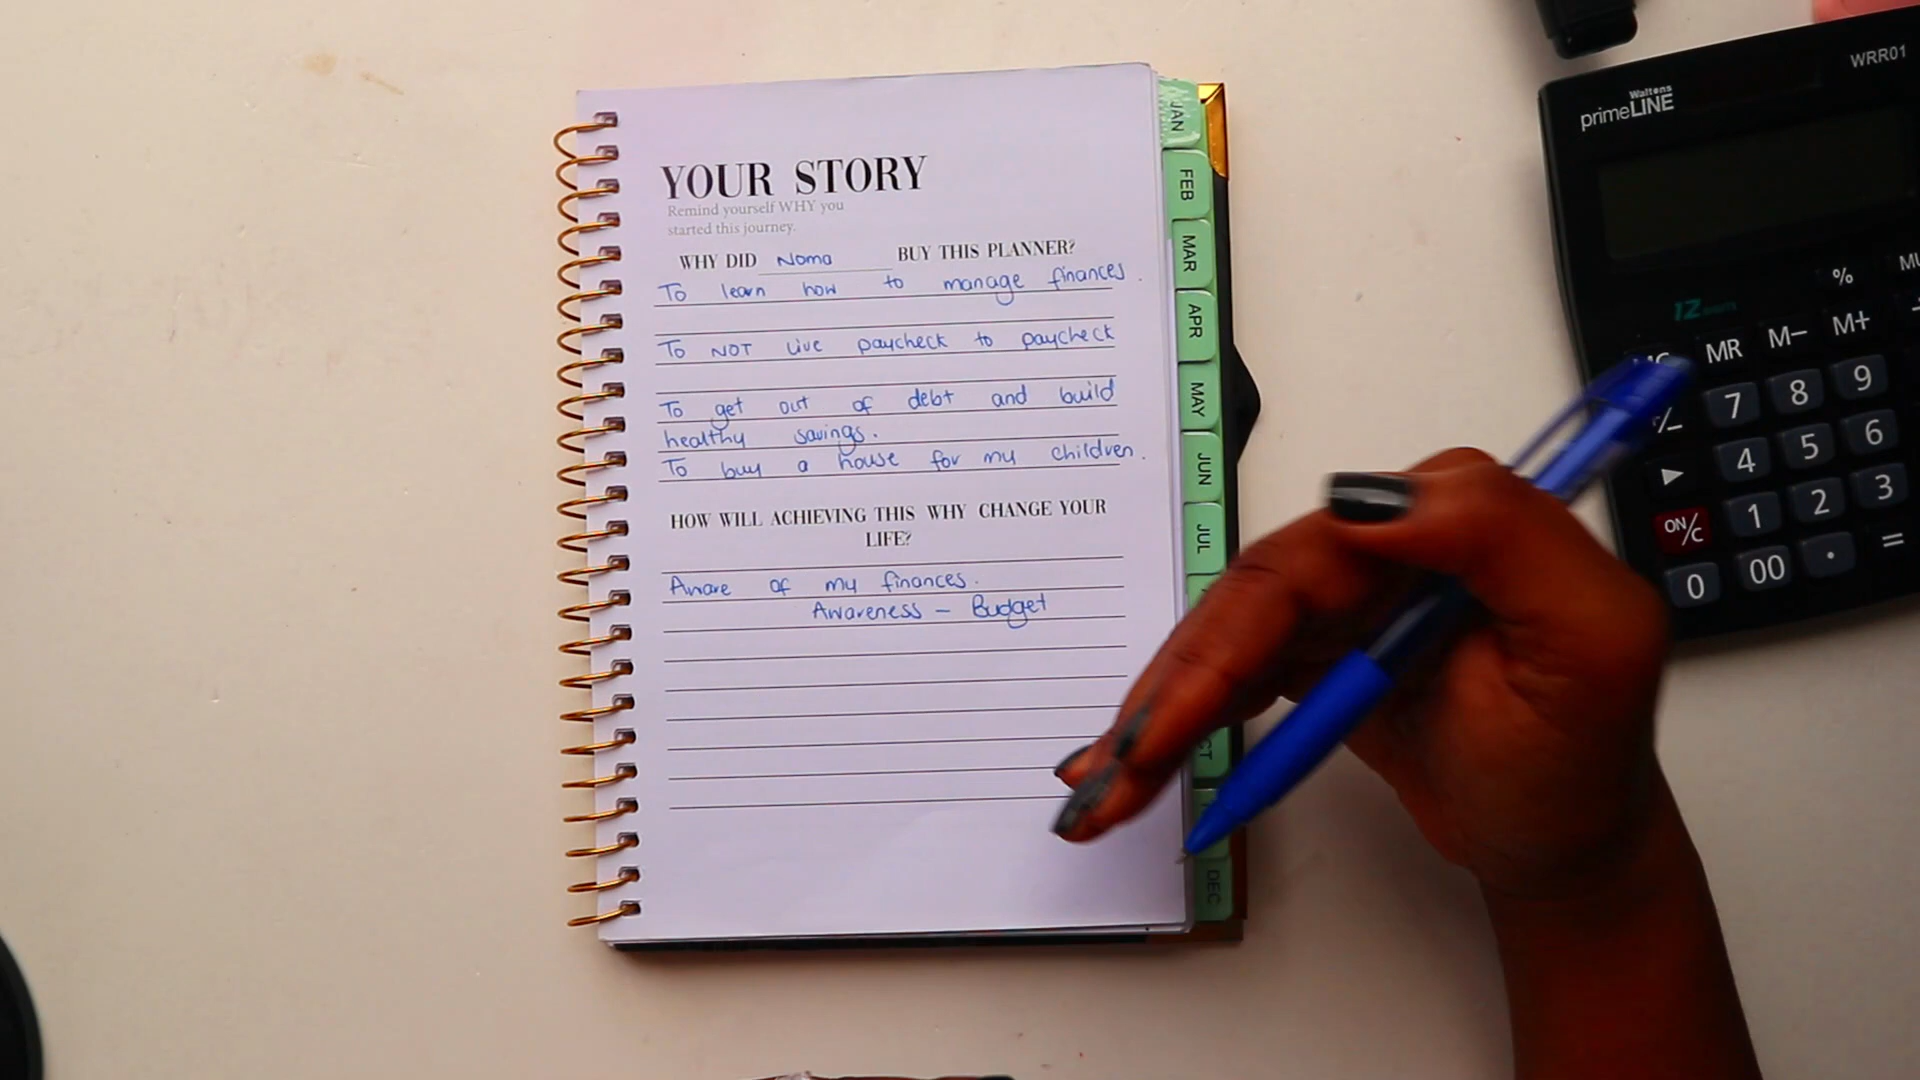 YOUR STORY
Remind yourself WHY you
started this journey.
WHY DID Noma BUY THIS PLANNER?
To learn how to manage finances.
To NOT live paycheck to paycheck
To get out of debt and build
healthy savings.
To buy a house for my children.
HOW WILL ACHIEVING THIS WHY CHANGE YOUR
LIFE?
Aware of my finances.
Awareness – Budget
JAN
FEB
MAR
APR
MAY
JUN
JUL
DEC
WRR01
Waltons
primeLINE
12
%
MR M– M+
7 8 9
4 5 6
ON/C 1 2 3
0 00 . =